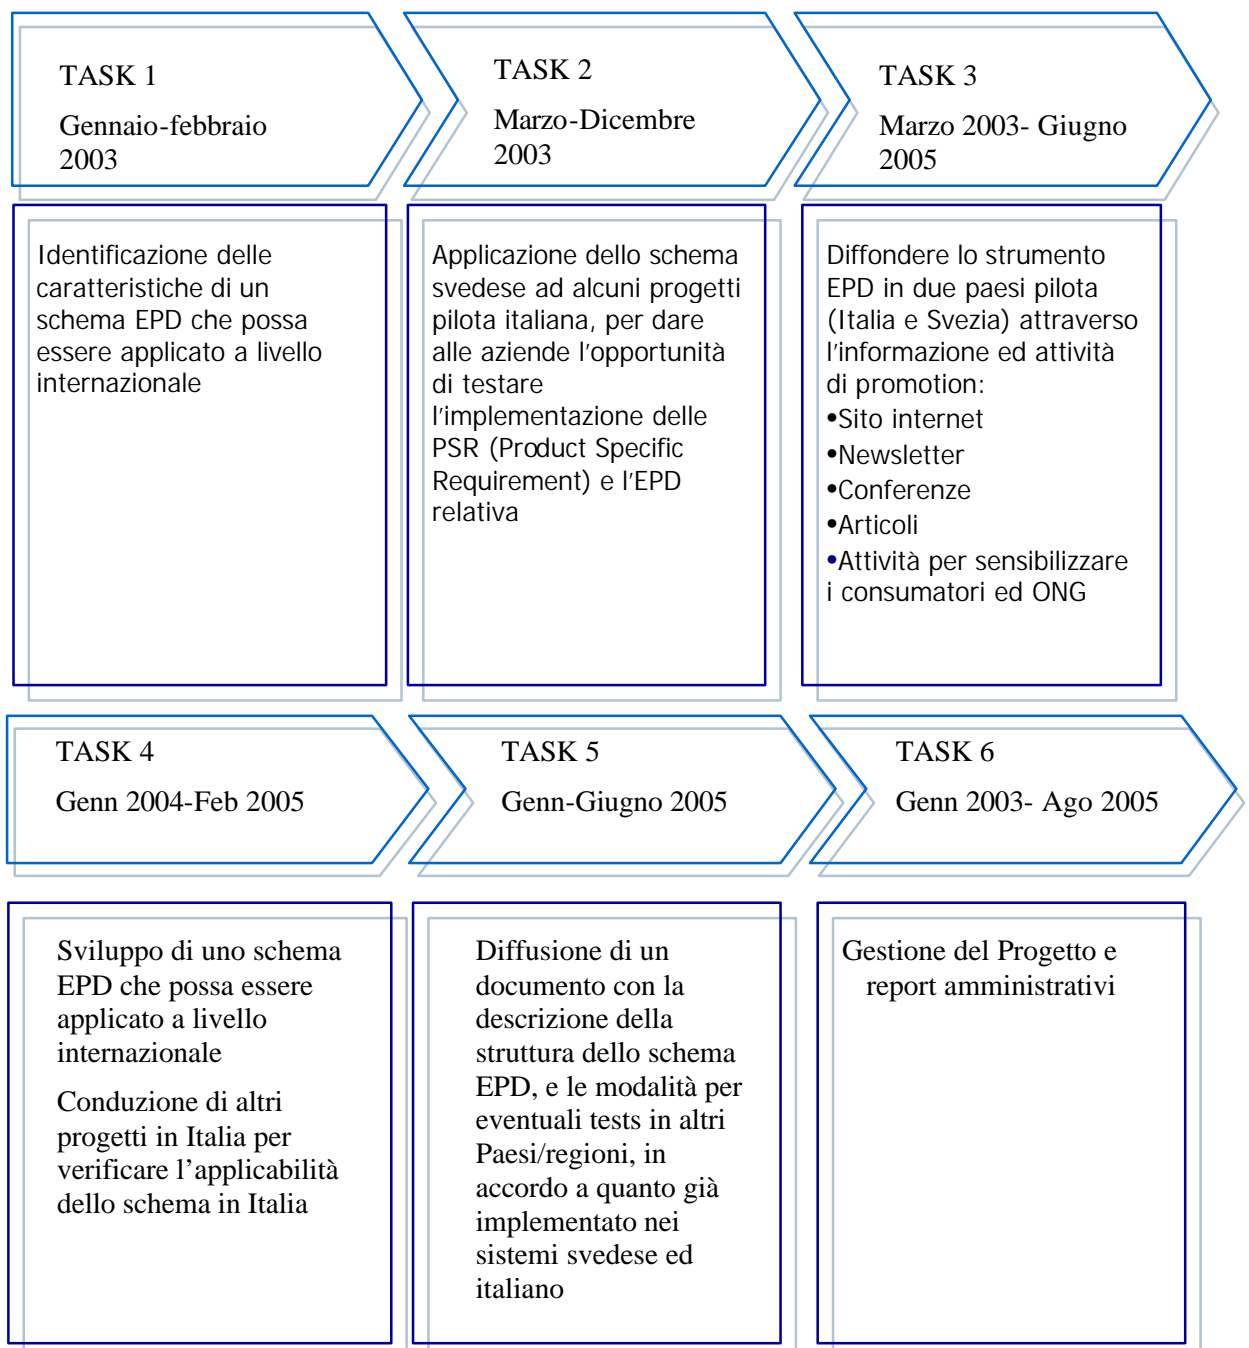 TASK 1
Gennaio-febbraio
2003
TASK 2
Marzo-Dicembre
2003
TASK 3
Marzo 2003- Giugno
2005
Identificazione delle
caratteristiche di un
schema EPD che possa
essere applicato a livello
internazionale
Applicazione dello schema
svedese ad alcuni progetti
pilota italiana, per dare
alle aziende l'opportunità
di testare
l'implementazione delle
PSR (Product Specific
Requirement) e l'EPD
relativa
Diffondere lo strumento
EPD in due paesi pilota
(Italia e Svezia) attraverso
l'informazione ed attività
di promotion:
•Sito internet
•Newsletter
•Conferenze
•Articoli
•Attività per sensibilizzare
i consumatori ed ONG
TASK 4
Genn 2004-Feb 2005
TASK 5
Genn-Giugno 2005
TASK 6
Genn 2003- Ago 2005
Sviluppo di uno schema
EPD che possa essere
applicato a livello
internazionale
Conduzione di altri
progetti in Italia per
verificare l’applicabilità
dello schema in Italia
Diffusione di un
documento con la
descrizione della
struttura dello schema
EPD, e le modalità per
eventuali tests in altri
Paesi/regioni, in
accordo a quanto già
implementato nei
sistemi svedese ed
italiano
Gestione del Progetto e
report amministrativi